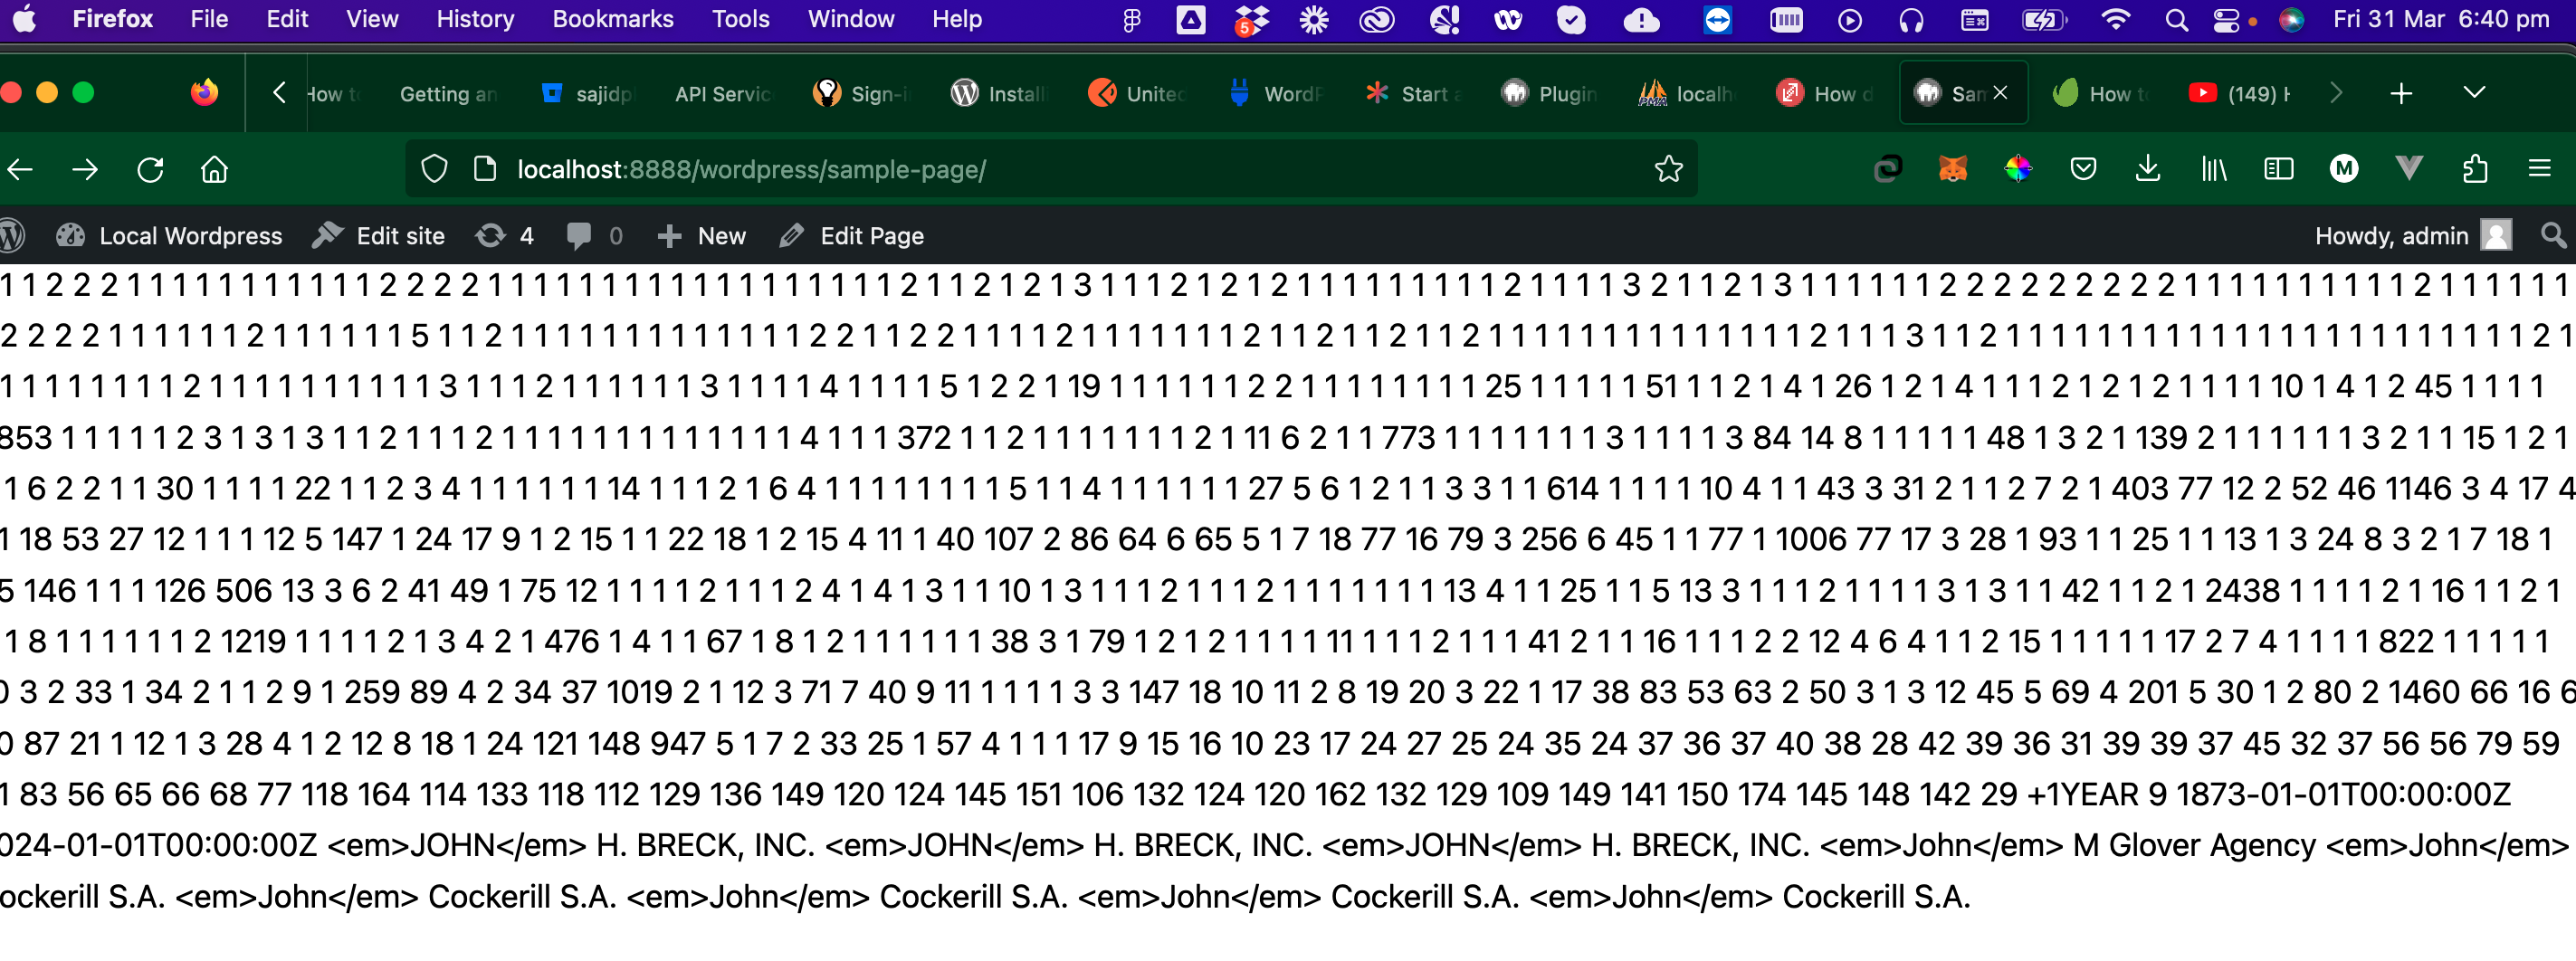 Firefox File Edit View History Bookmarks Tools Window Help 5 Fri 31 Mar 6:40 pm
How to Getting an sajidpl API Servic Sign-i Install United WordP Start a Plugin localh How d San How to (149) H
localhost:8888/wordpress/sample-page/
Local Wordpress Edit site 4 0 New Edit Page Howdy, admin
1 1 2 2 2 1 1 1 1 1 1 1 1 1 1 1 2 2 2 2 1 1 1 1 1 1 1 1 1 1 1 1 1 1 1 1 1 1 2 1 1 2 1 2 1 3 1 1 1 2 1 2 1 2 1 1 1 1 1 1 1 1 1 2 1 1 1 1 3 2 1 1 2 1 3 1 1 1 1 1 1 2 2 2 2 2 2 2 2 2 1 1 1 1 1 1 1 1 1 1 2 1 1 1 1 1 1
2 2 2 2 1 1 1 1 1 1 2 1 1 1 1 1 1 5 1 1 2 1 1 1 1 1 1 1 1 1 1 1 1 1 2 2 1 1 2 2 1 1 1 1 2 1 1 1 1 1 1 1 2 1 1 2 1 1 2 1 1 2 1 1 1 1 1 1 1 1 1 1 1 1 1 1 2 1 1 1 3 1 1 2 1 1 1 1 1 1 1 1 1 1 1 1 1 1 1 1 1 1 1 1 1 1 1 2 1
1 1 1 1 1 1 1 1 2 1 1 1 1 1 1 1 1 1 1 3 1 1 1 2 1 1 1 1 1 1 3 1 1 1 1 4 1 1 1 1 5 1 2 2 1 19 1 1 1 1 1 1 2 2 1 1 1 1 1 1 1 1 25 1 1 1 1 1 51 1 1 2 1 4 1 26 1 2 1 4 1 1 1 2 1 2 1 2 1 1 1 1 10 1 4 1 2 45 1 1 1 1
853 1 1 1 1 1 2 3 1 3 1 3 1 1 2 1 1 1 2 1 1 1 1 1 1 1 1 1 1 1 1 1 4 1 1 1 372 1 1 2 1 1 1 1 1 1 1 2 1 11 6 2 1 1 773 1 1 1 1 1 1 1 3 1 1 1 1 3 84 14 8 1 1 1 1 1 48 1 3 2 1 139 2 1 1 1 1 1 1 3 2 1 1 15 1 2 1
1 6 2 2 1 1 30 1 1 1 1 22 1 1 2 3 4 1 1 1 1 1 1 14 1 1 1 2 1 6 4 1 1 1 1 1 1 1 1 5 1 1 4 1 1 1 1 1 1 27 5 6 1 2 1 1 3 3 1 1 614 1 1 1 1 10 4 1 1 43 3 31 2 1 1 2 7 2 1 403 77 12 2 52 46 1146 3 4 17 4
1 18 53 27 12 1 1 1 12 5 147 1 24 17 9 1 2 15 1 1 22 18 1 2 15 4 11 1 40 107 2 86 64 6 65 5 1 7 18 77 16 79 3 256 6 45 1 1 77 1 1006 77 17 3 28 1 93 1 1 25 1 1 13 1 3 24 8 3 2 1 7 18 1
5 146 1 1 1 126 506 13 3 6 2 41 49 1 75 12 1 1 1 1 2 1 1 1 2 4 1 4 1 3 1 1 10 1 3 1 1 1 2 1 1 1 2 1 1 1 1 1 1 1 13 4 1 1 25 1 1 5 13 3 1 1 1 2 1 1 1 1 3 1 3 1 1 42 1 1 2 1 2438 1 1 1 1 2 1 16 1 1 2 1
1 8 1 1 1 1 1 1 2 1219 1 1 1 1 2 1 3 4 2 1 476 1 4 1 1 67 1 8 1 2 1 1 1 1 1 1 38 3 1 79 1 2 1 2 1 1 1 1 11 1 1 1 2 1 1 1 41 2 1 1 16 1 1 1 2 2 12 4 6 4 1 1 2 15 1 1 1 1 1 17 2 7 4 1 1 1 1 822 1 1 1 1 1
0 3 2 33 1 34 2 1 1 2 9 1 259 89 4 2 34 37 1019 2 1 12 3 71 7 40 9 11 1 1 1 1 3 3 147 18 10 11 2 8 19 20 3 22 1 17 38 83 53 63 2 50 3 1 3 12 45 5 69 4 201 5 30 1 2 80 2 1460 66 16 6
0 87 21 1 12 1 3 28 4 1 2 12 8 18 1 24 121 148 947 5 1 7 2 33 25 1 57 4 1 1 1 17 9 15 16 10 23 17 24 27 25 24 35 24 37 36 37 40 38 28 42 39 36 31 39 39 37 45 32 37 56 56 79 59
1 83 56 65 66 68 77 118 164 114 133 118 112 129 136 149 120 124 145 151 106 132 124 120 162 132 129 109 149 141 150 174 145 148 142 29 +1YEAR 9 1873-01-01T00:00:00Z
024-01-01T00:00:00Z <em>JOHN</em> H. BRECK, INC. <em>JOHN</em> H. BRECK, INC. <em>JOHN</em> H. BRECK, INC. <em>John</em> M Glover Agency <em>John</em>
ockerill S.A. <em>John</em> Cockerill S.A. <em>John</em> Cockerill S.A. <em>John</em> Cockerill S.A. <em>John</em> Cockerill S.A.